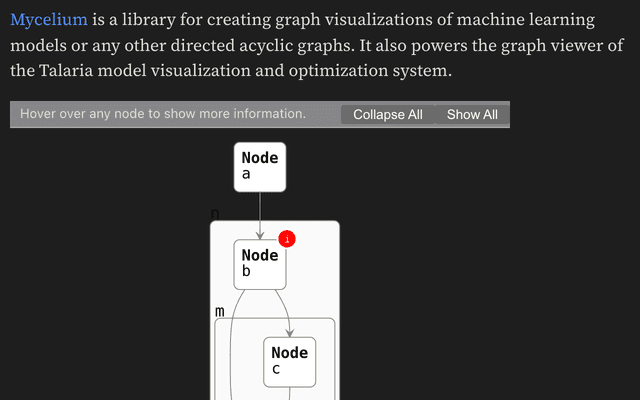 Mycelium is a library for creating graph visualizations of machine learning
models or any other directed acyclic graphs. It also powers the graph viewer of
the Talaria model visualization and optimization system.
Hover over any node to show more information. Collapse All Show All
Node
a
n
i
Node
b
m
Node
c